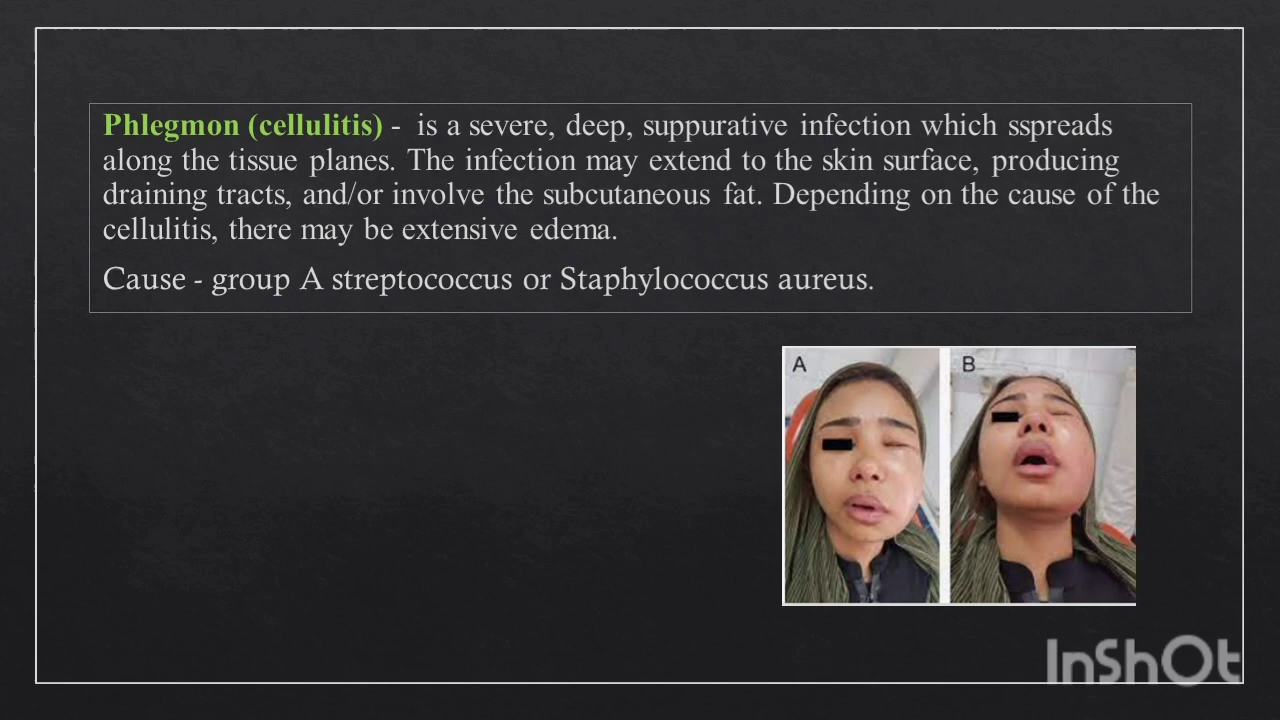 Phlegmon (cellulitis) - is a severe, deep, suppurative infection which sspreads
along the tissue planes. The infection may extend to the skin surface, producing
draining tracts, and/or involve the subcutaneous fat. Depending on the cause of the
cellulitis, there may be extensive edema.
Cause - group A streptococcus or Staphylococcus aureus.
A
B
InShOt